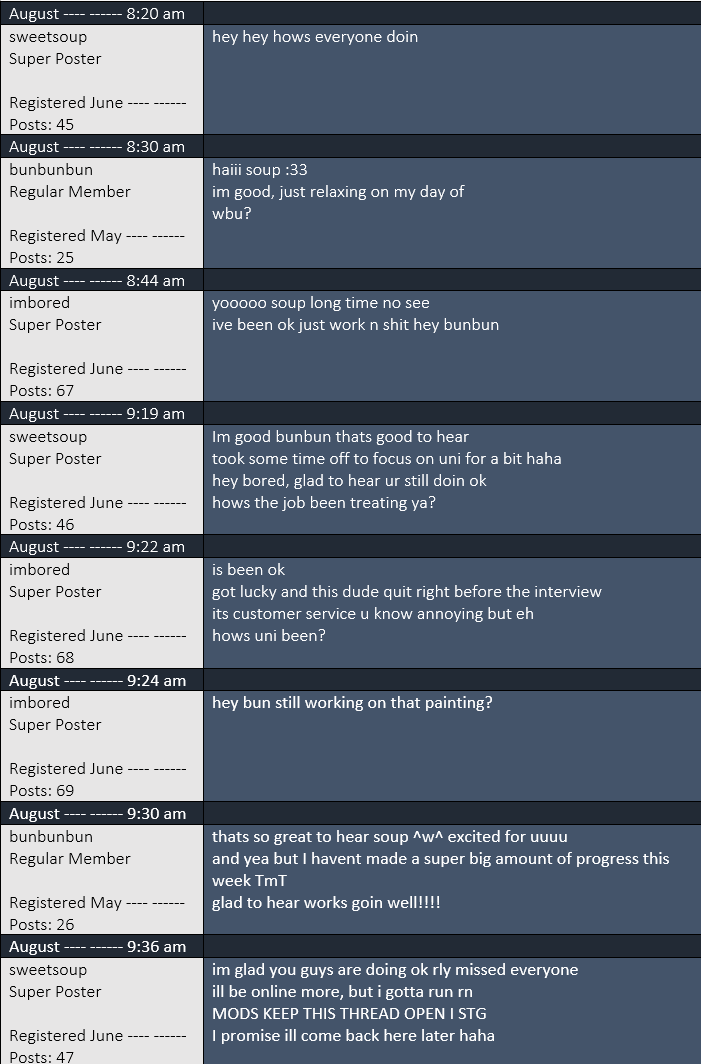 August ---- ------ 8:20 am
sweetsoup
Super Poster
Registered June ---- ------
Posts: 45
hey hey hows everyone doin
August ---- ------ 8:30 am
bunbunbun
Regular Member
Registered May ---- ------
Posts: 25
haiii soup :33
im good, just relaxing on my day of
wbu?
August ---- ------ 8:44 am
imbored
Super Poster
Registered June ---- ------
Posts: 67
yooooo soup long time no see
ive been ok just work n shit hey bunbun
August ---- ------ 9:19 am
sweetsoup
Super Poster
Registered June ---- ------
Posts: 46
Im good bunbun thats good to hear
took some time off to focus on uni for a bit haha
hey bored, glad to hear ur still doin ok
hows the job been treating ya?
August ---- ------ 9:22 am
imbored
Super Poster
Registered June ---- ------
Posts: 68
is been ok
got lucky and this dude quit right before the interview
its customer service u know annoying but eh
hows uni been?
August ---- ------ 9:24 am
imbored
Super Poster
Registered June ---- ------
Posts: 69
hey bun still working on that painting?
August ---- ------ 9:30 am
bunbunbun
Regular Member
Registered May ---- ------
Posts: 26
thats so great to hear soup ^w^ excited for uuuu
and yea but I havent made a super big amount of progress this
week TmT
glad to hear works goin well!!!!
August ---- ------ 9:36 am
sweetsoup
Super Poster
Registered June ---- ------
Posts: 47
im glad you guys are doing ok rly missed everyone
ill be online more, but i gotta run rn
MODS KEEP THIS THREAD OPEN I STG
I promise ill come back here later haha